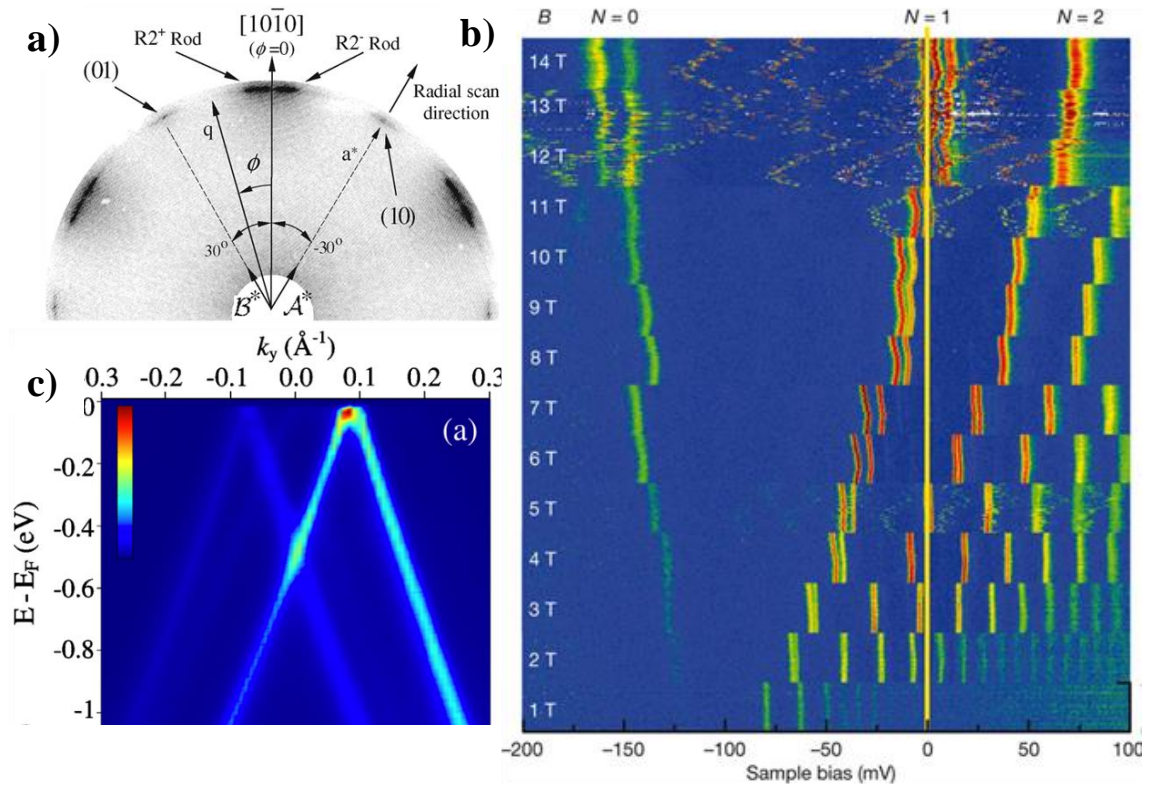 a)
R2⁺ Rod
[101̄0]
(ϕ=0)
R2⁻ Rod
(01)
Radial scan
direction
q
ϕ
a*
(10)
30°
-30°
B*
A*
b)
B
N = 0
N = 1
N = 2
14 T
13 T
12 T
11 T
10 T
9 T
8 T
7 T
6 T
5 T
4 T
3 T
2 T
1 T
−200
−150
−100
−50
0
50
100
Sample bias (mV)
c)
k_y (Å⁻¹)
0.3
-0.2
-0.1
0.0
0.1
0.2
0.3
(a)
0
-0.2
-0.4
-0.6
-0.8
-1
E - E_F (eV)